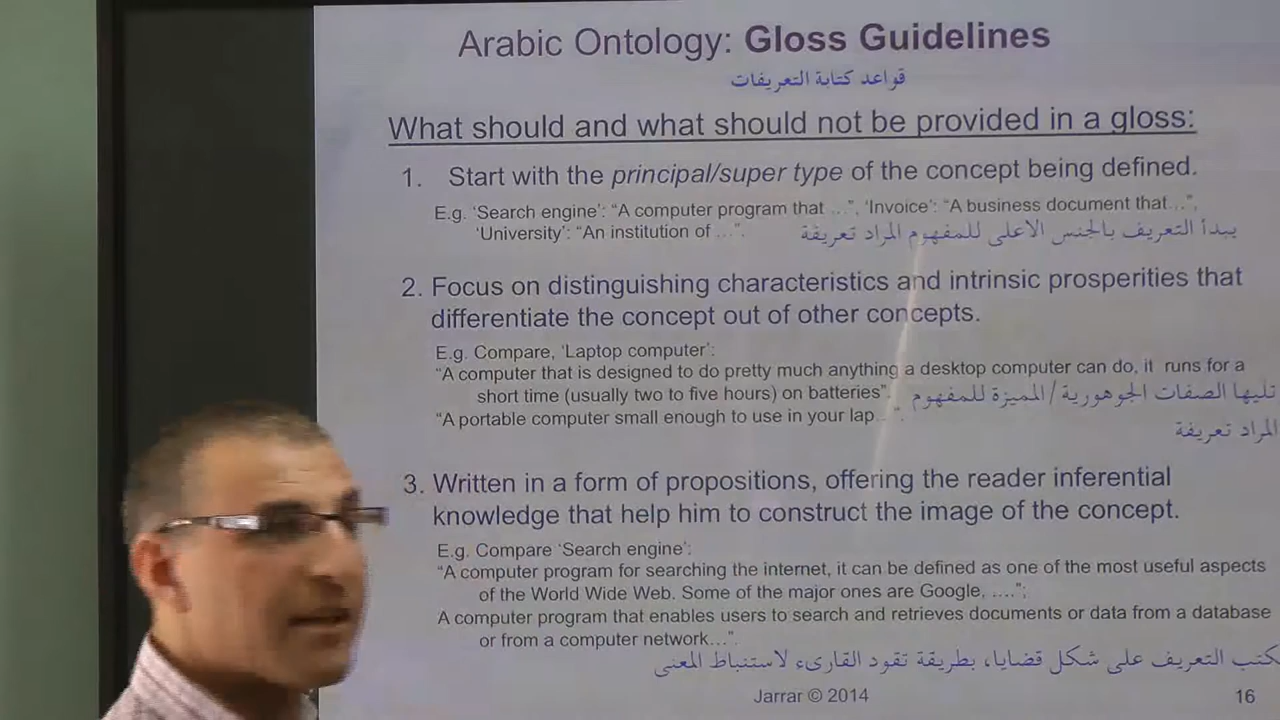 Arabic Ontology: Gloss Guidelines
قواعد كتابة التعريفات
What should and what should not be provided in a gloss:
1. Start with the principal/super type of the concept being defined.
E.g. ‘Search engine’: “A computer program that …”, ‘Invoice’: “A business document that…”,
‘University’: “An institution of …”.
يبدأ التعريف بالجنس الاعلى للمفهوم المراد تعريفة
2. Focus on distinguishing characteristics and intrinsic prosperities that
differentiate the concept out of other concepts.
E.g. Compare, ‘Laptop computer’:
“A computer that is designed to do pretty much anything a desktop computer can do, it runs for a
short time (usually two to five hours) on batteries”.
“A portable computer small enough to use in your lap…”.
تليها الصفات الجوهورية/المميزة للمفهوم
المراد تعريفة
3. Written in a form of propositions, offering the reader inferential
knowledge that help him to construct the image of the concept.
E.g. Compare ‘Search engine’:
“A computer program for searching the internet, it can be defined as one of the most useful aspects
of the World Wide Web. Some of the major ones are Google, ….”;
A computer program that enables users to search and retrieves documents or data from a database
or from a computer network…”.
كتب التعريف على شكل قضايا، بطريقة تقود القارىء لاستنباط المعنى
Jarrar © 2014
16